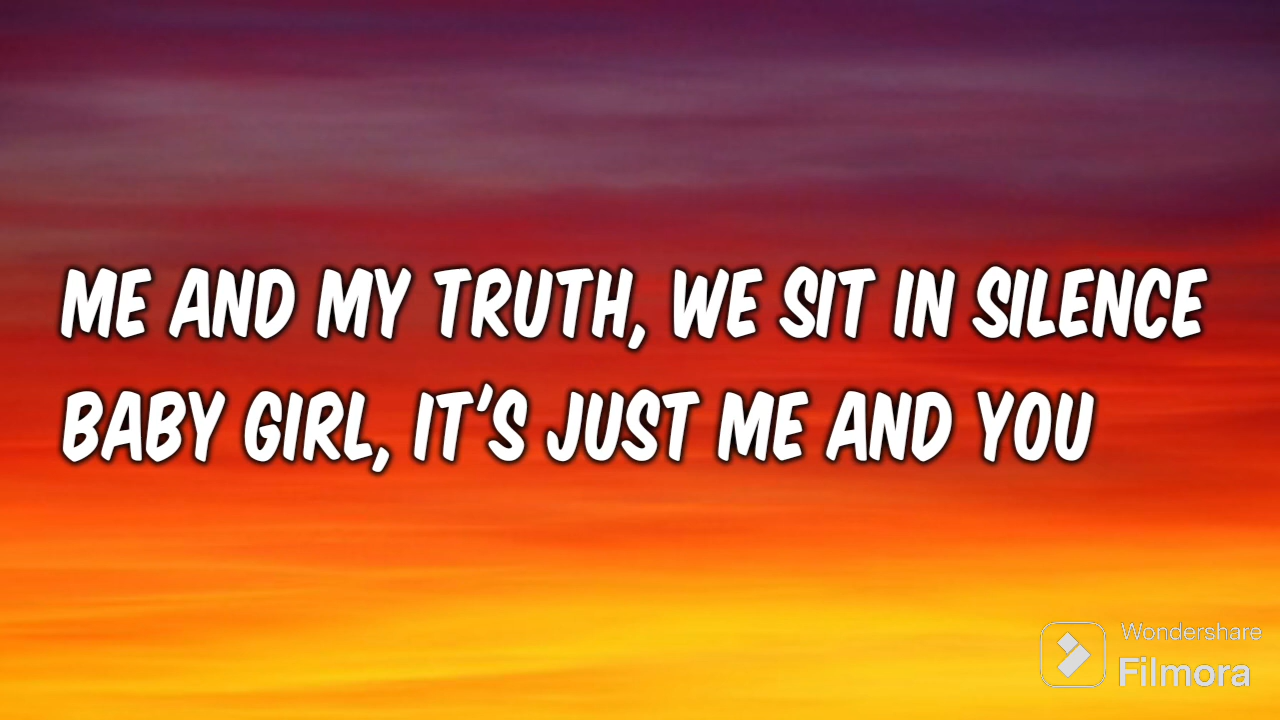 ME AND MY TRUTH, WE SIT IN SILENCE
BABY GIRL, IT'S JUST ME AND YOU
Wondershare
Filmora